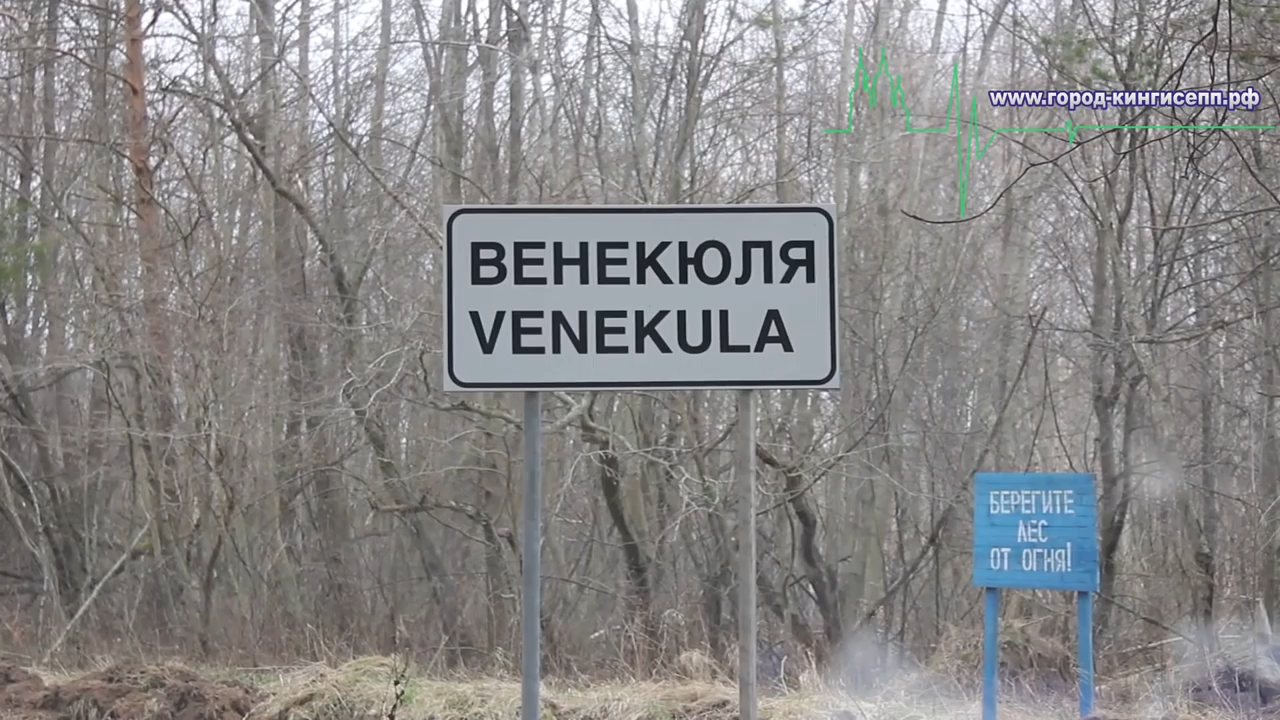 www.город-кингисепп.рф
ВЕНЕКЮЛЯ
VENEKULA
БЕРЕГИТЕ
ЛЕС
ОТ ОГНЯ!